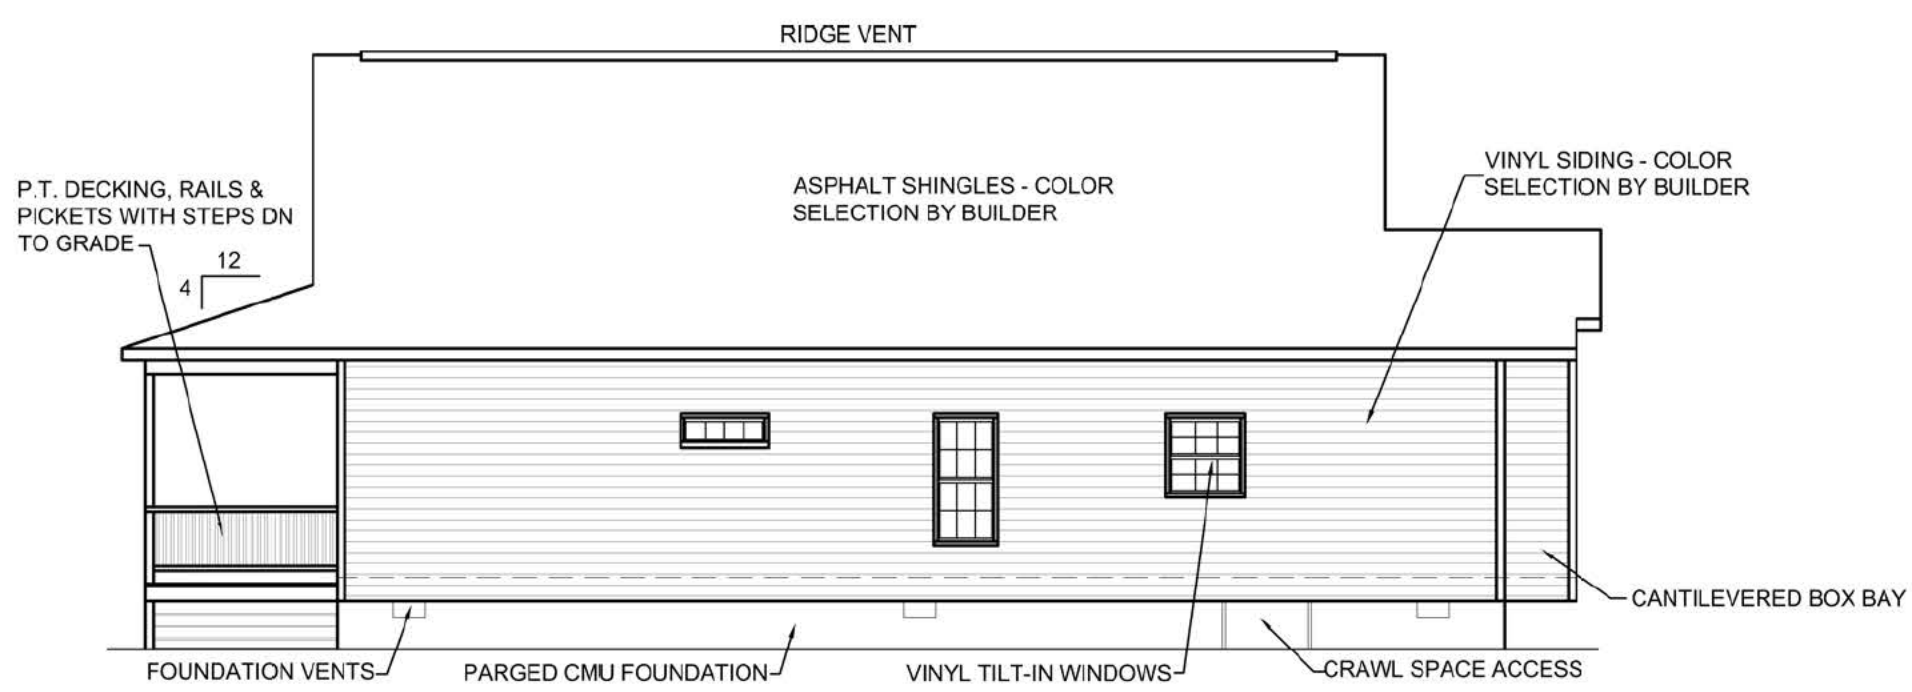 RIDGE VENT
VINYL SIDING - COLOR
SELECTION BY BUILDER
P.T. DECKING, RAILS &
PICKETS WITH STEPS DN
TO GRADE
ASPHALT SHINGLES - COLOR
SELECTION BY BUILDER
12
4
CANTILEVERED BOX BAY
FOUNDATION VENTS
PARGED CMU FOUNDATION
VINYL TILT-IN WINDOWS
CRAWL SPACE ACCESS